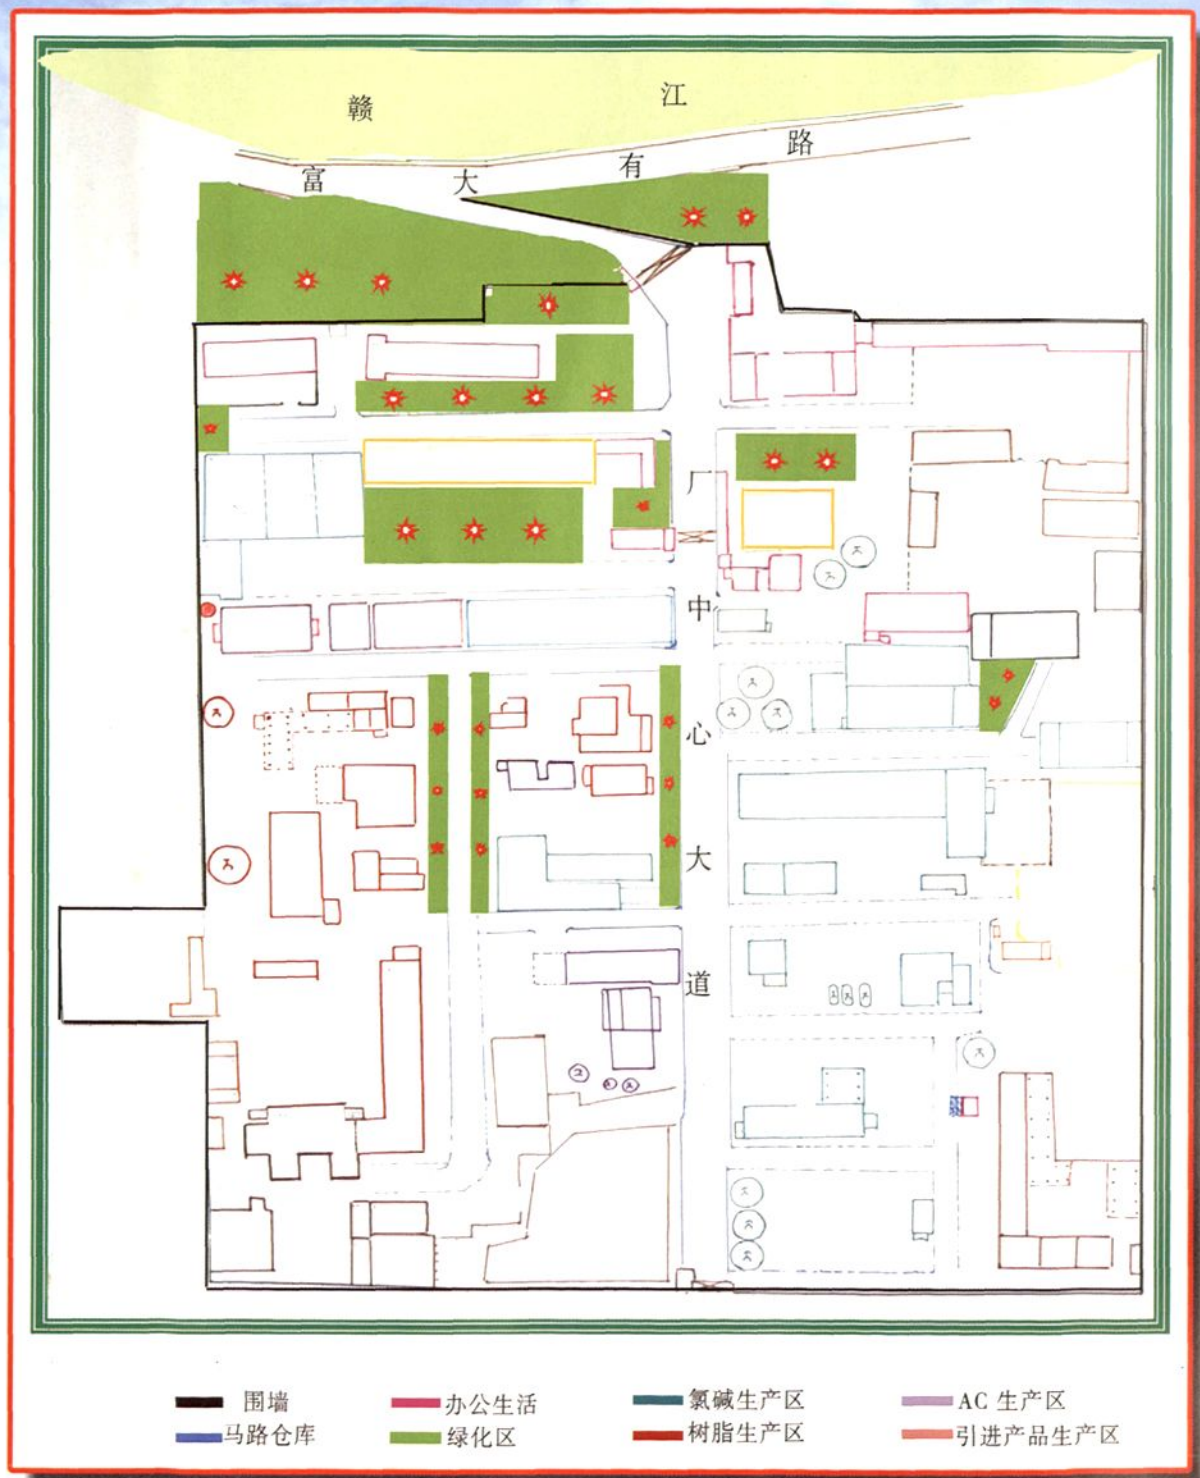 赣 江
富 大 有 路
厂
中
心
大
道
围墙 办公生活 氯碱生产区 AC 生产区
马路仓库 绿化区 树脂生产区 引进产品生产区